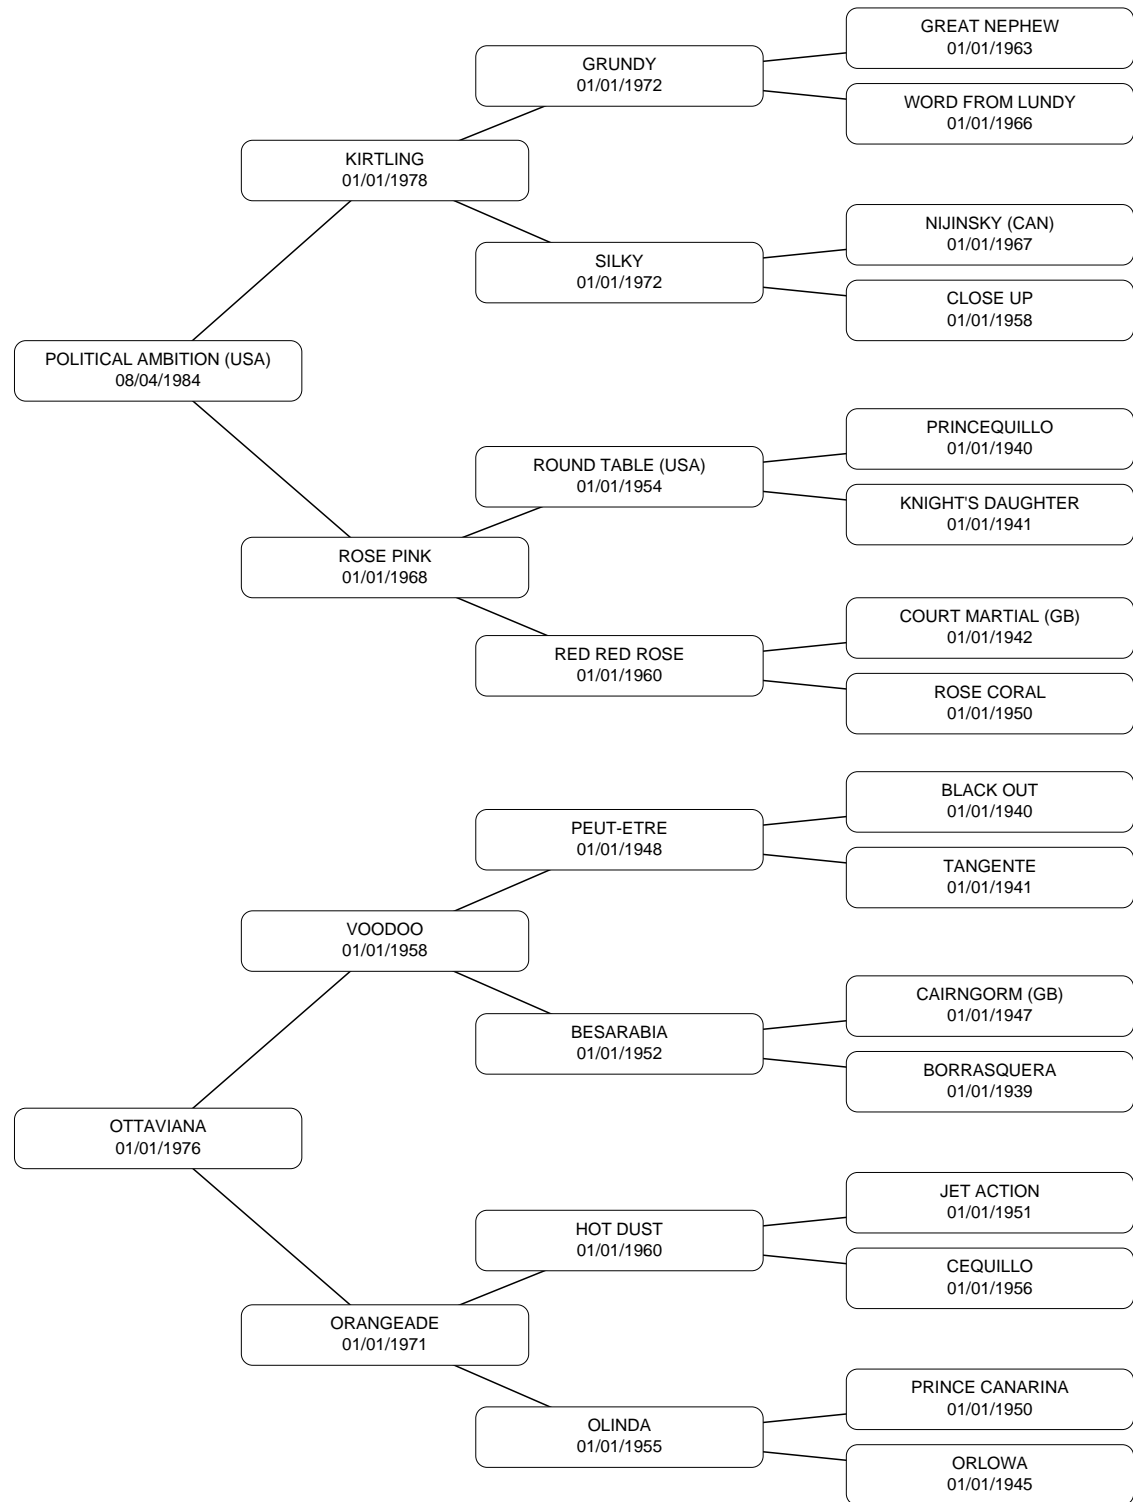 GREAT NEPHEW
01/01/1963
GRUNDY
01/01/1972
WORD FROM LUNDY
01/01/1966
KIRTLING
01/01/1978
NIJINSKY (CAN)
01/01/1967
SILKY
01/01/1972
CLOSE UP
01/01/1958
POLITICAL AMBITION (USA)
08/04/1984
PRINCEQUILLO
01/01/1940
ROUND TABLE (USA)
01/01/1954
KNIGHT'S DAUGHTER
01/01/1941
ROSE PINK
01/01/1968
COURT MARTIAL (GB)
01/01/1942
RED RED ROSE
01/01/1960
ROSE CORAL
01/01/1950
BLACK OUT
01/01/1940
PEUT-ETRE
01/01/1948
TANGENTE
01/01/1941
VOODOO
01/01/1958
CAIRNGORM (GB)
01/01/1947
BESARABIA
01/01/1952
BORRASQUERA
01/01/1939
OTTAVIANA
01/01/1976
JET ACTION
01/01/1951
HOT DUST
01/01/1960
CEQUILLO
01/01/1956
ORANGEADE
01/01/1971
PRINCE CANARINA
01/01/1950
OLINDA
01/01/1955
ORLOWA
01/01/1945